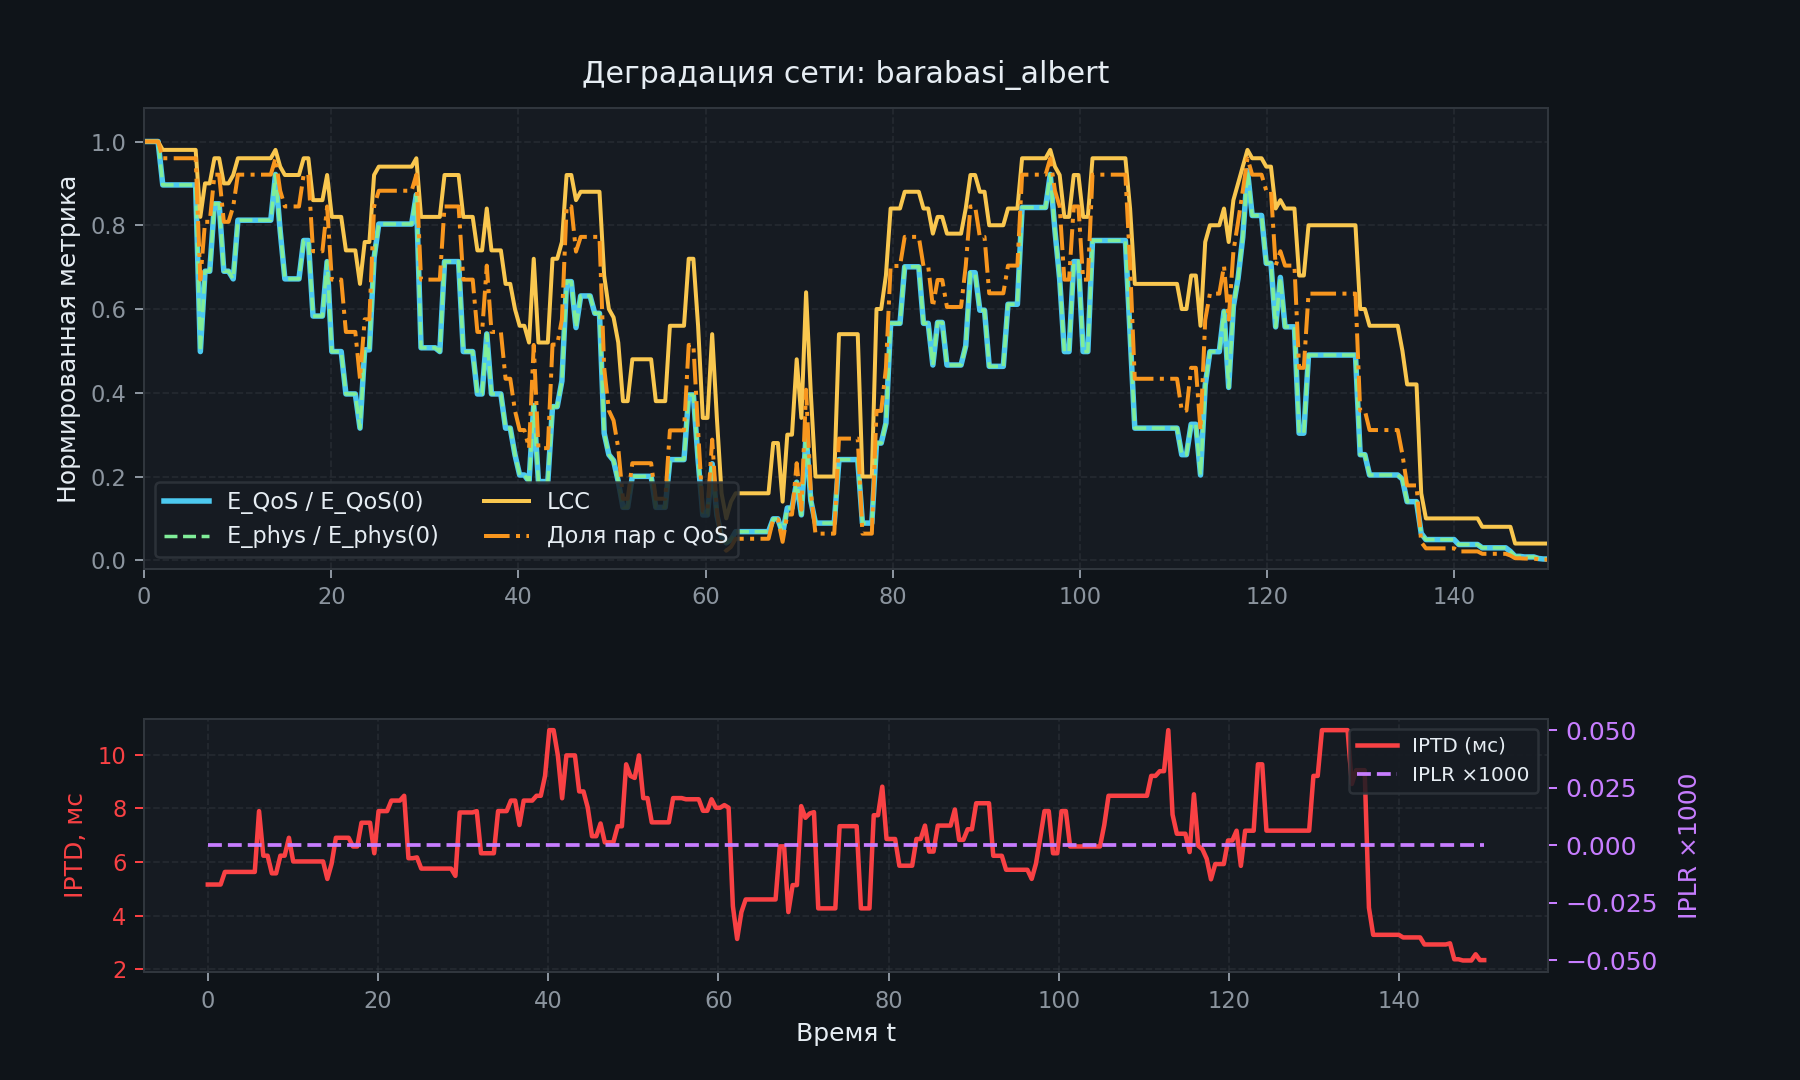 Деградация сети: barabasi_albert
Нормированная метрика
1.0
0.8
0.6
0.4
0.2
0.0
E_QoS / E_QoS(0)
E_phys / E_phys(0)
LCC
Доля пар с QoS
0 20 40 60 80 100 120 140
IPTD, мс
10
8
6
4
2
IPTD (мс)
IPLR ×1000
0.050
0.025
0.000
−0.025
−0.050
IPLR ×1000
0 20 40 60 80 100 120 140
Время t